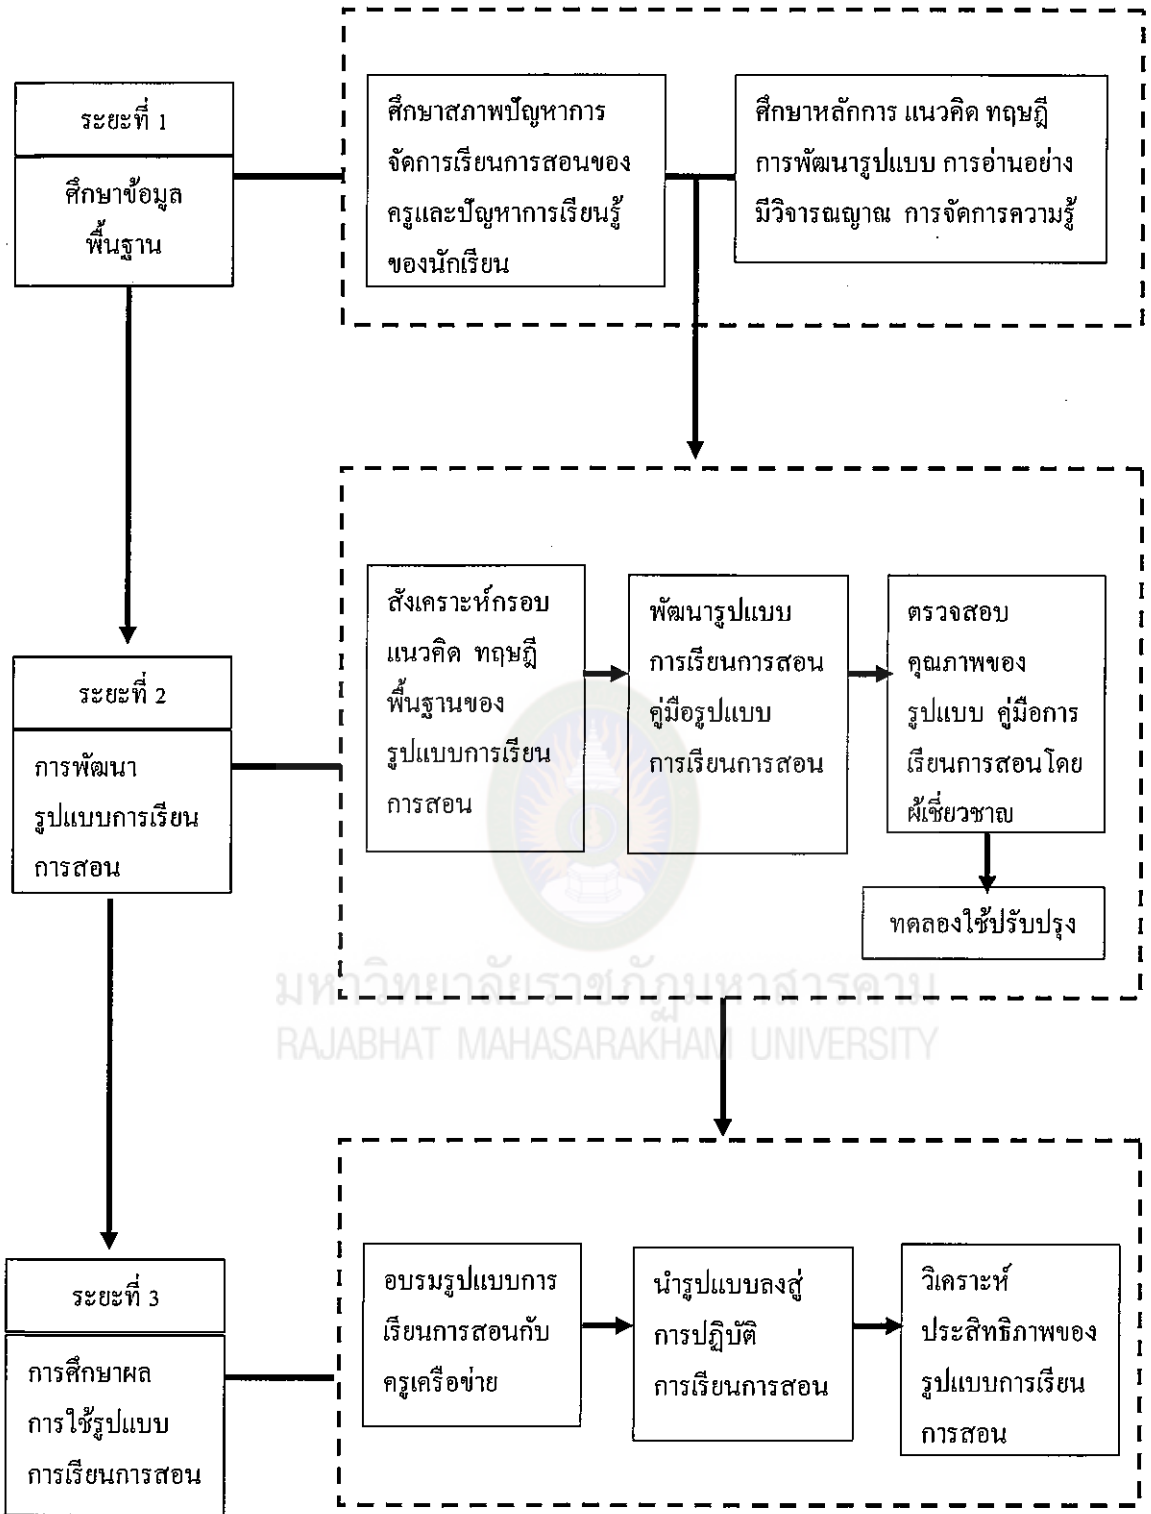 ระยะที่ 1
ศึกษาข้อมูล
พื้นฐาน
ศึกษาสภาพปัญหาการ
จัดการเรียนการสอนของ
ครูและปัญหาการเรียนรู้
ของนักเรียน
ศึกษาหลักการ แนวคิด ทฤษฎี
การพัฒนารูปแบบ การอ่านอย่าง
มีวิจารณญาณ การจัดการความรู้
ระยะที่ 2
การพัฒนา
รูปแบบการเรียน
การสอน
สังเคราะห์กรอบ
แนวคิด ทฤษฎี
พื้นฐานของ
รูปแบบการเรียน
การสอน
พัฒนารูปแบบ
การเรียนการสอน
คู่มือรูปแบบ
การเรียนการสอน
ตรวจสอบ
คุณภาพของ
รูปแบบ คู่มือการ
เรียนการสอนโดย
ผู้เชี่ยวชาญ
ทดลองใช้ปรับปรุง
มหาวิทยาลัยราชภัฏมหาสารคาม
RAJABHAT MAHASARAKHAM UNIVERSITY
ระยะที่ 3
การศึกษาผล
การใช้รูปแบบ
การเรียนการสอน
อบรมรูปแบบการ
เรียนการสอนกับ
ครูเครือข่าย
นำรูปแบบลงสู่
การปฏิบัติ
การเรียนการสอน
วิเคราะห์
ประสิทธิภาพของ
รูปแบบการเรียน
การสอน